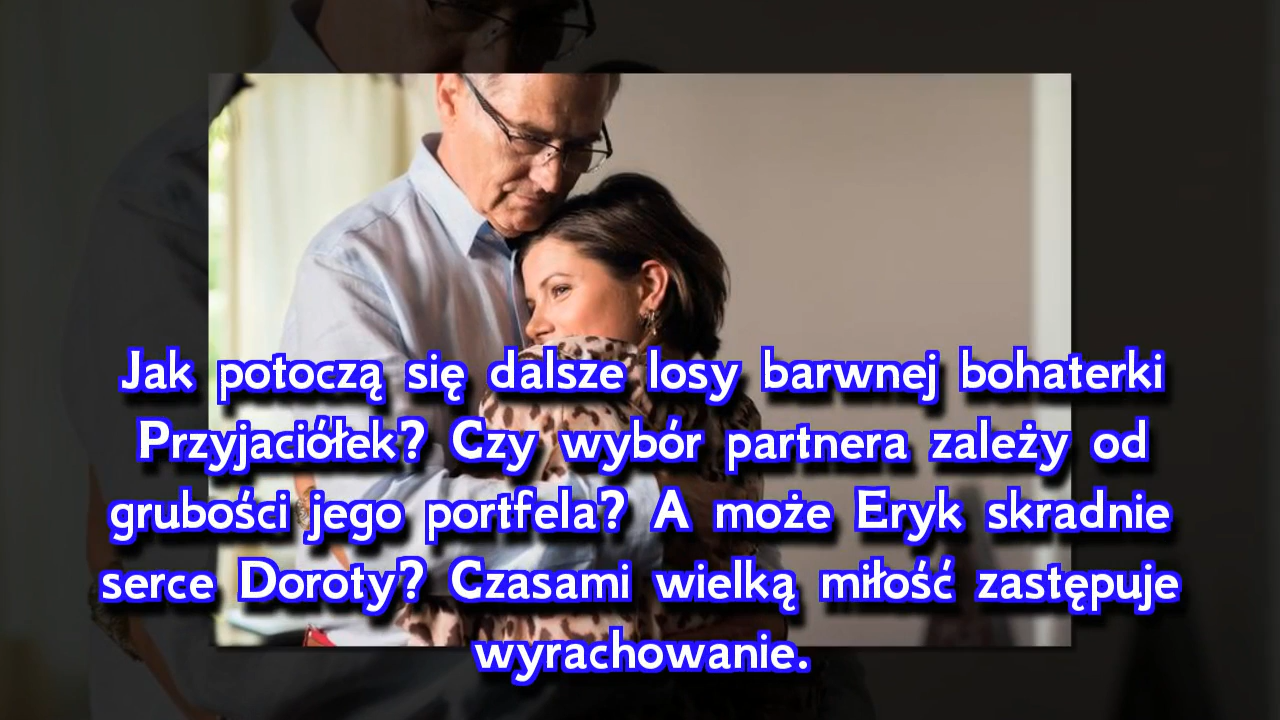 Jak potoczą się dalsze losy barwnej bohaterki
Przyjaciółek? Czy wybór partnera zależy od
grubości jego portfela? A może Eryk skradnie
serce Doroty? Czasami wielką miłość zastępuje
wyrachowanie.